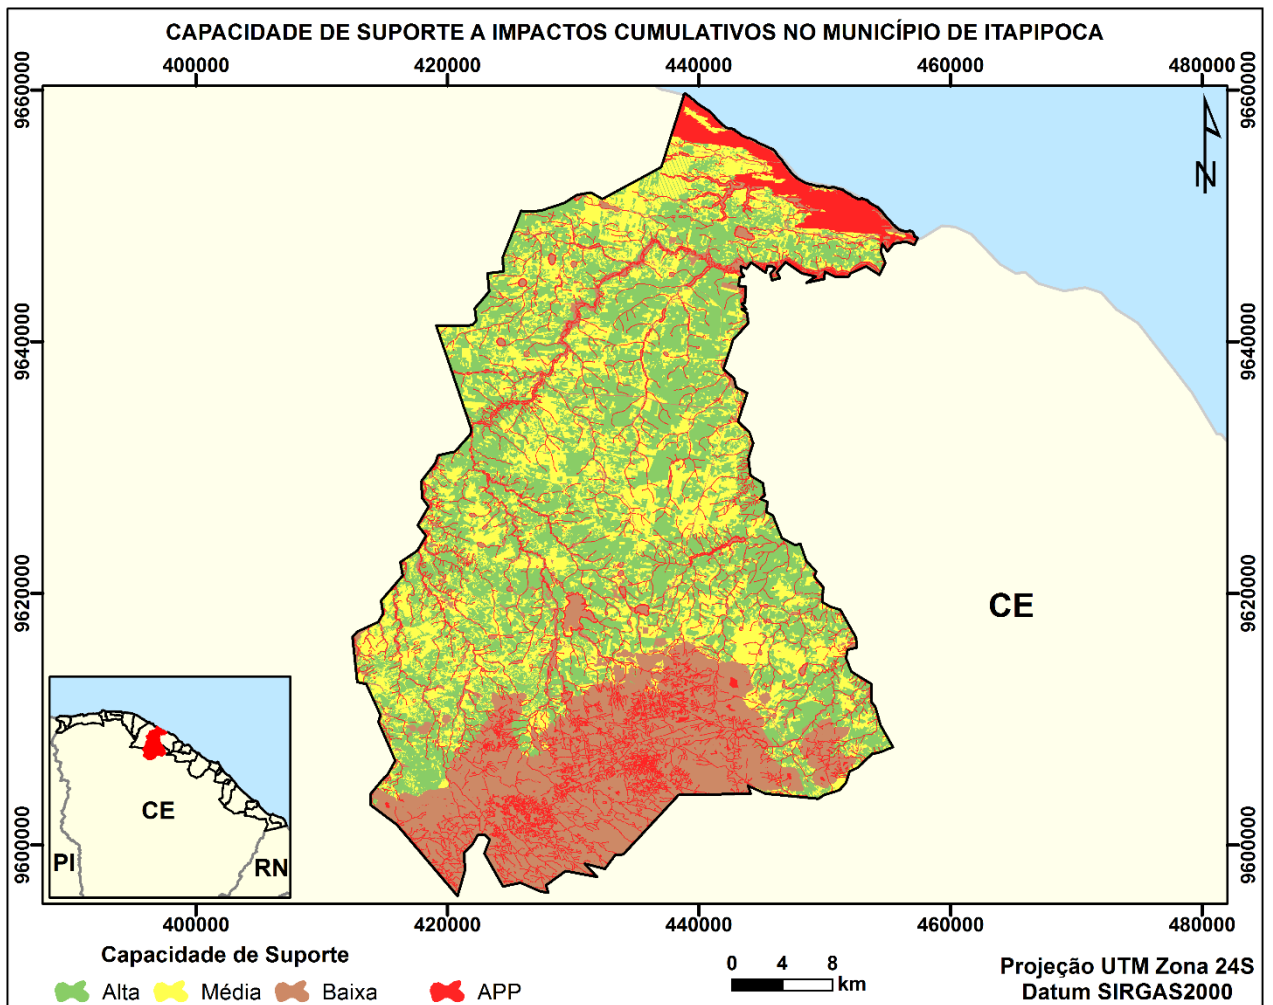 CAPACIDADE DE SUPORTE A IMPACTOS CUMULATIVOS NO MUNICÍPIO DE ITAPIPOCA
400000 420000 440000 460000 480000
9660000 9660000
N
9640000 9640000
9620000 9620000
CE
9600000 9600000
CE
PI
RN
400000 420000 440000 460000 480000
Capacidade de Suporte
Alta Média Baixa APP
0 4 8
km
Projeção UTM Zona 24S
Datum SIRGAS2000